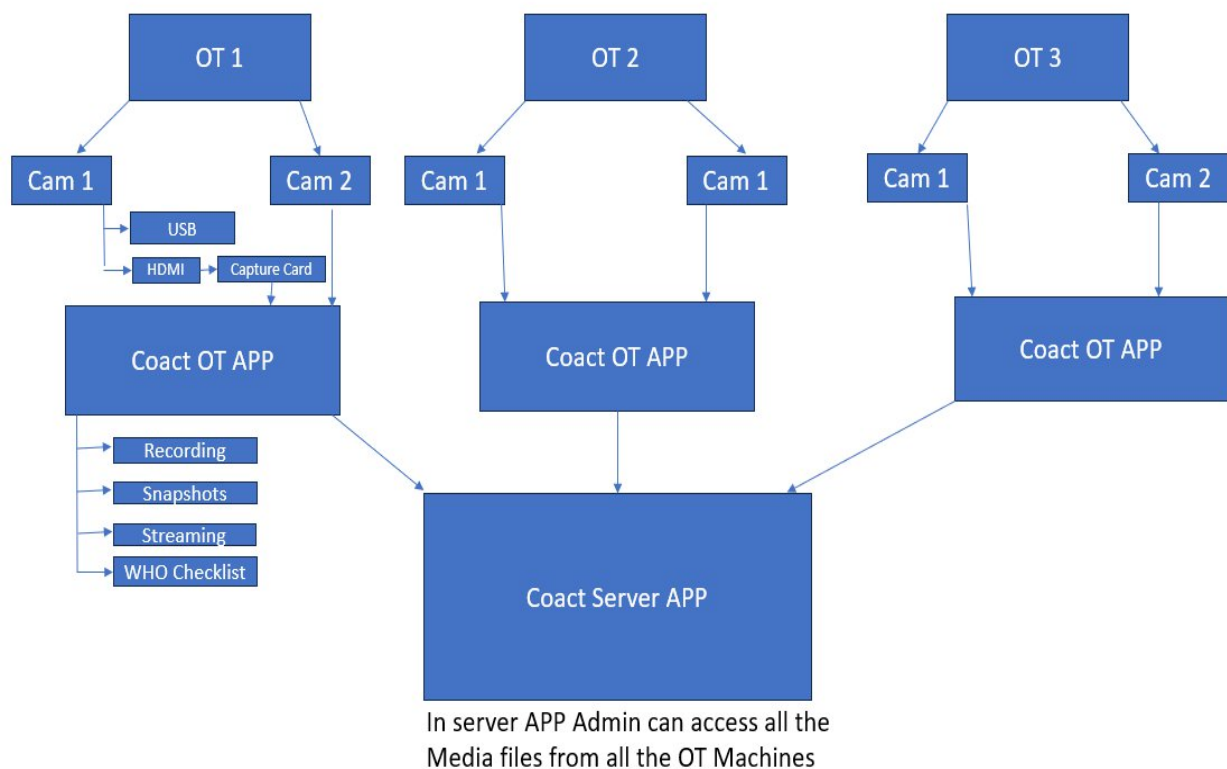 OT 1
OT 2
OT 3
Cam 1
Cam 2
Cam 1
Cam 1
Cam 1
Cam 2
USB
HDMI
Capture Card
Coact OT APP
Coact OT APP
Coact OT APP
Recording
Snapshots
Streaming
WHO Checklist
Coact Server APP
In server APP Admin can access all the
Media files from all the OT Machines